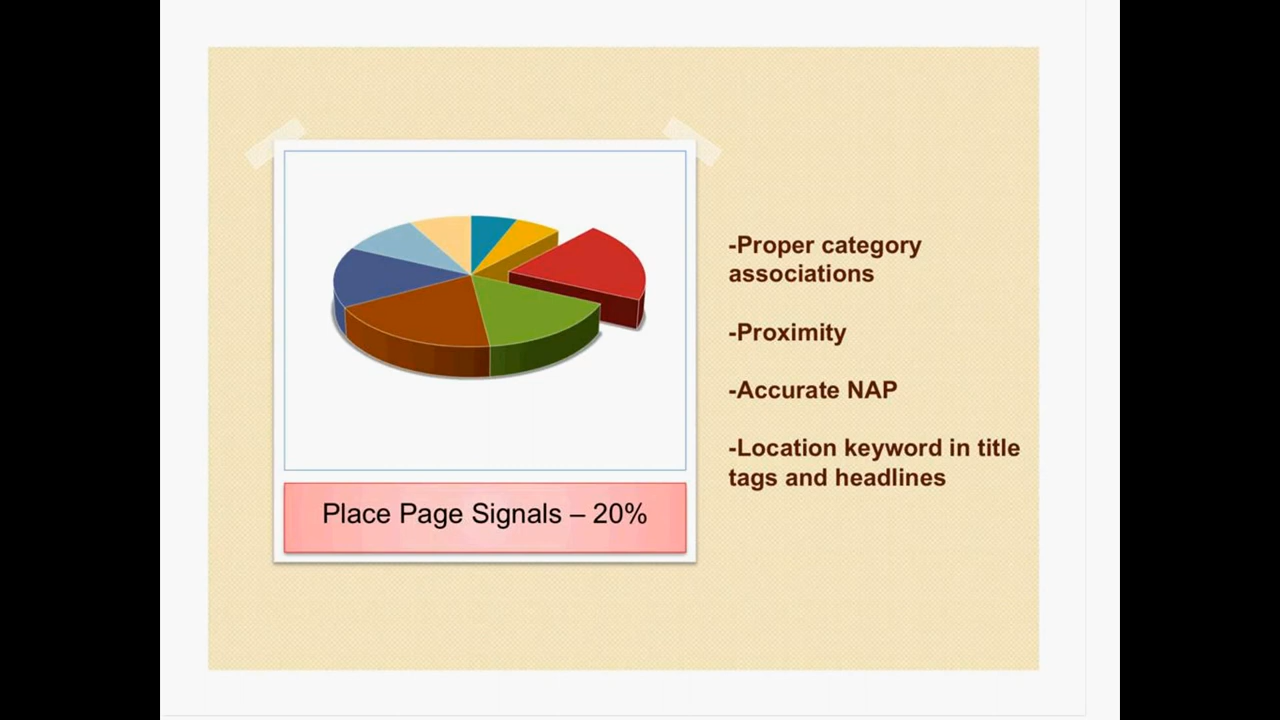 Place Page Signals – 20%
-Proper category
associations
-Proximity
-Accurate NAP
-Location keyword in title
tags and headlines